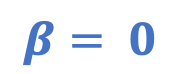 β = 0